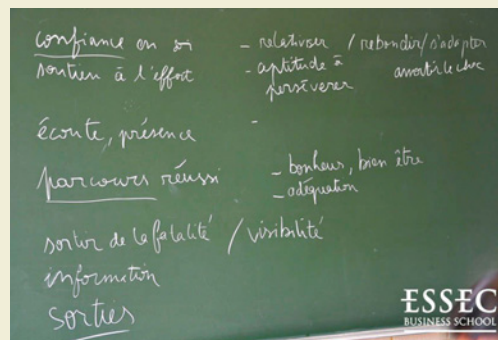 confiance en soi - relativiser / rebondir / s'adapter
soutien à l'effort - aptitude à persévérer
amortir le choc
écoute, présence -
parcours réussi - bonheur, bien être
- adéquation
sortir de la fatalité / visibilité
information
sorties
ESSEC
BUSINESS SCHOOL